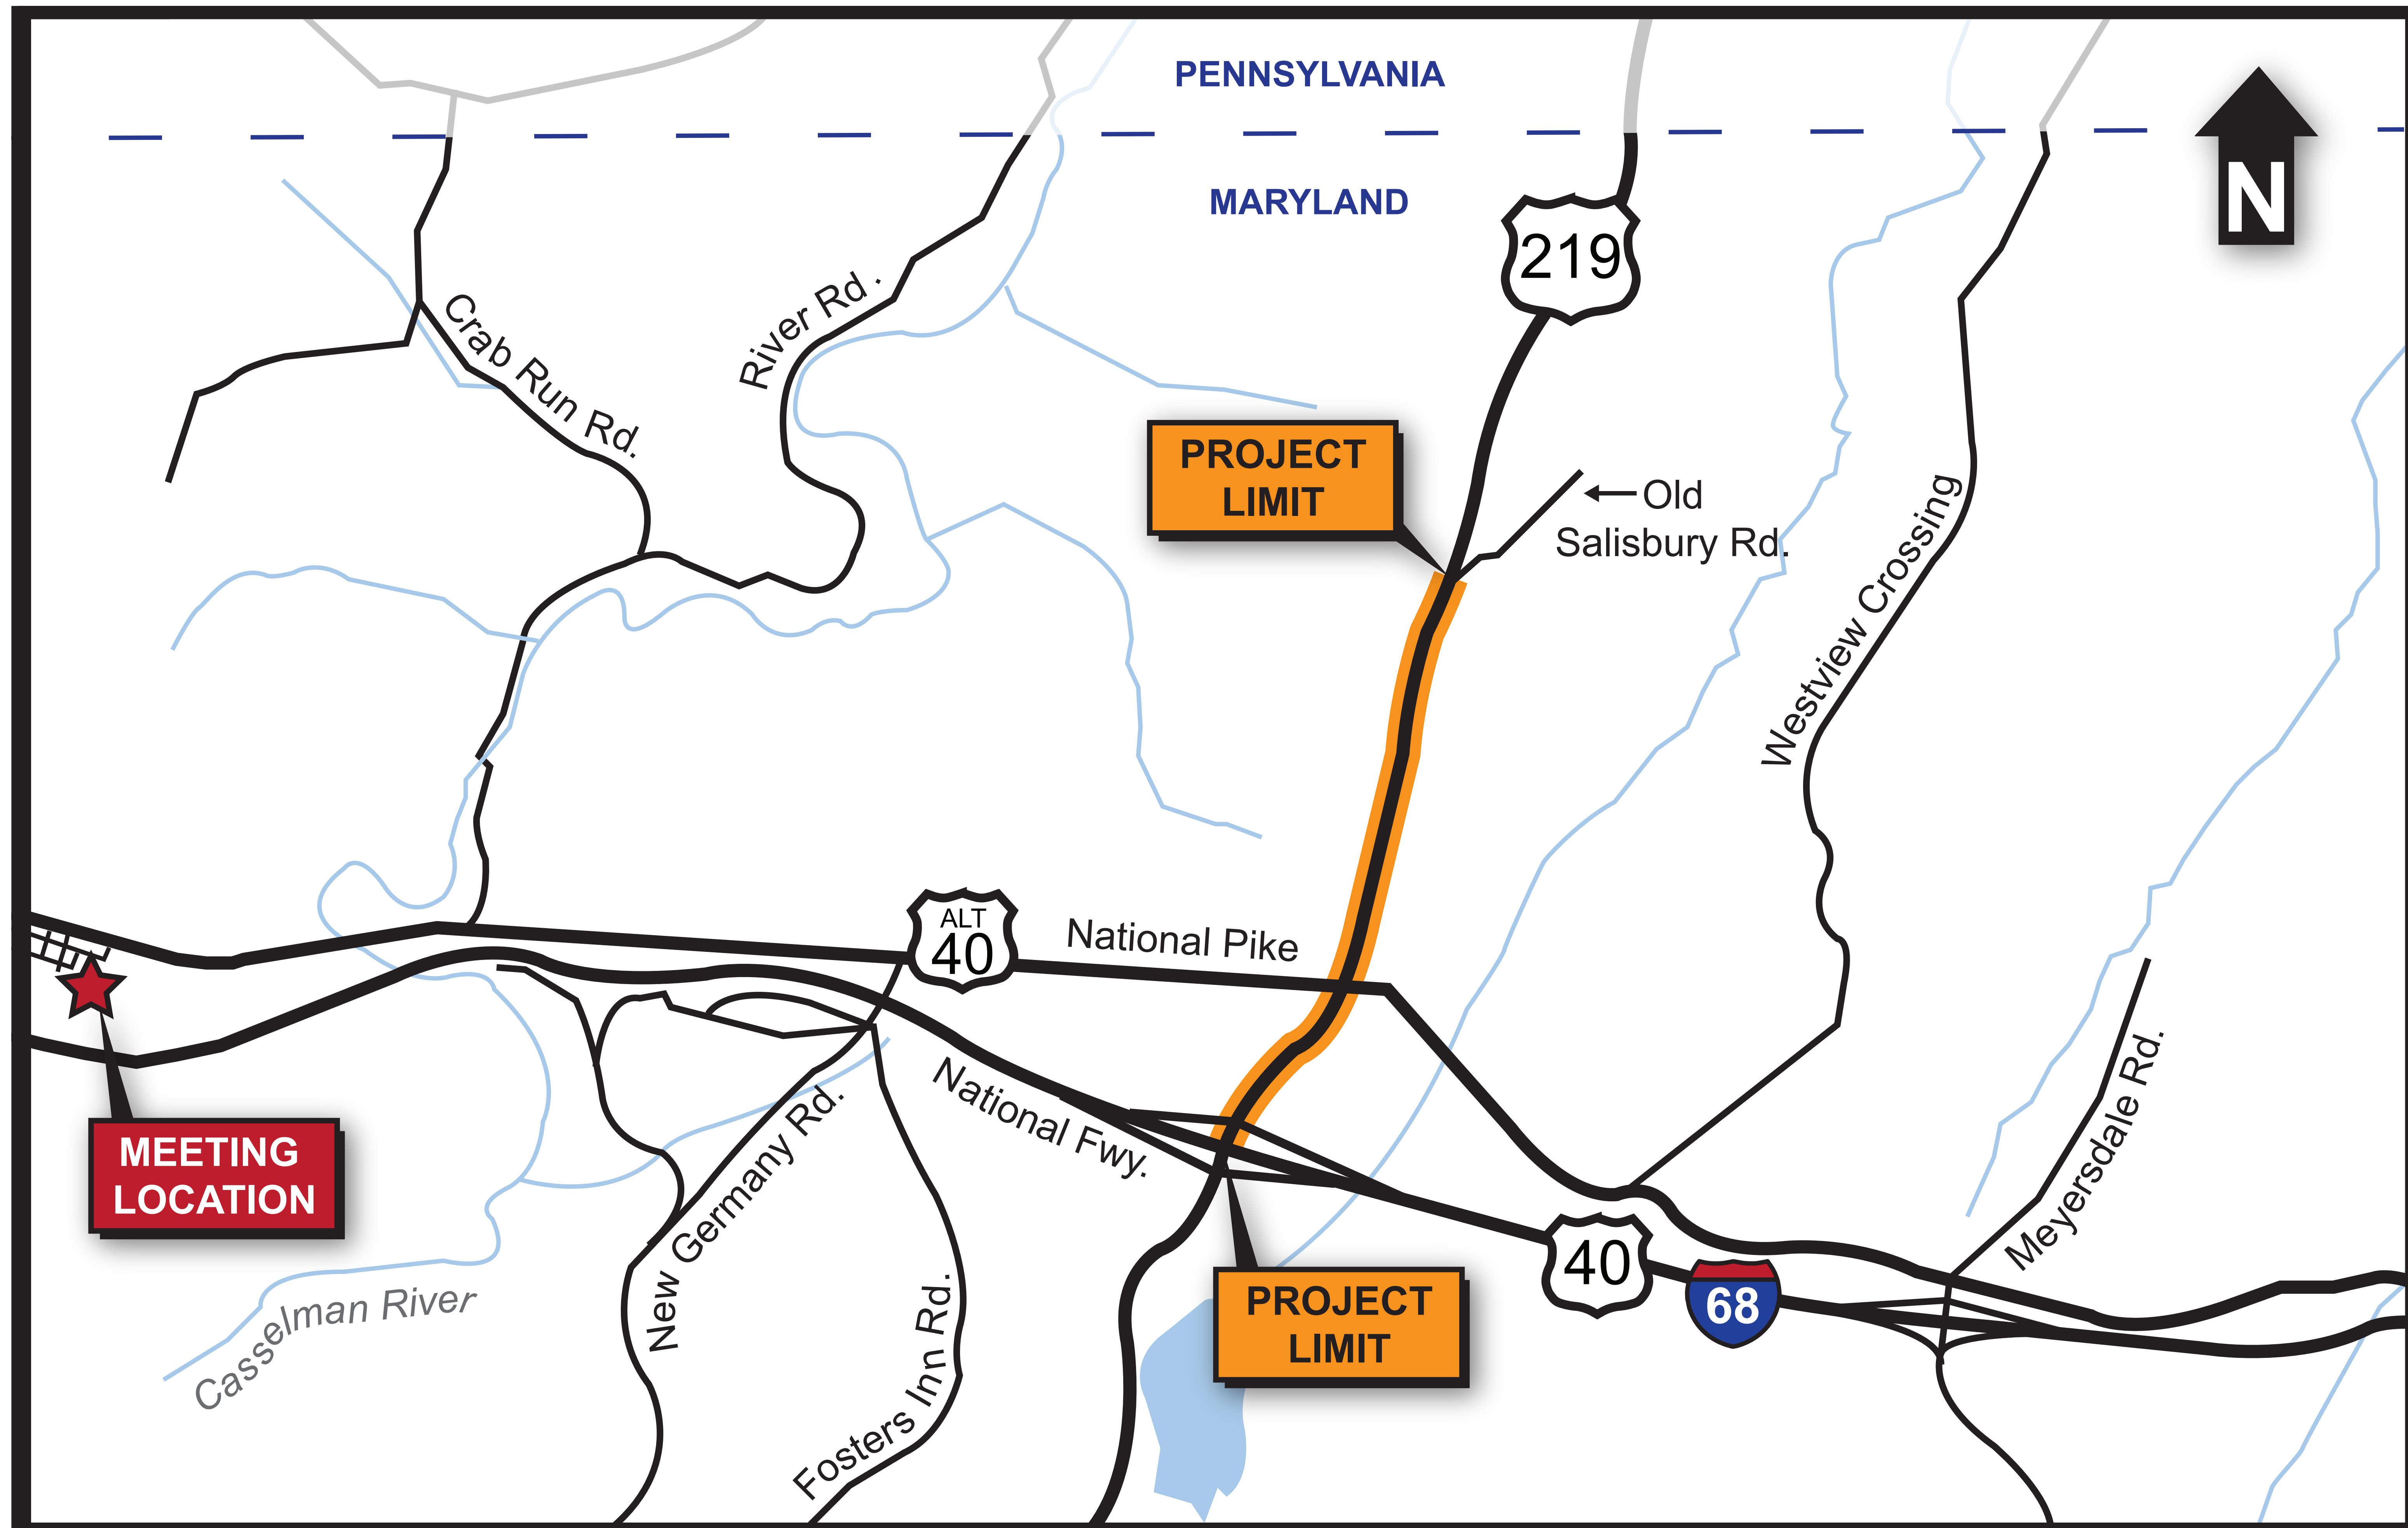 PENNSYLVANIA
MARYLAND
N
219
Crab Run Rd.
River Rd.
PROJECT
LIMIT
Old
Salisbury Rd.
Westview Crossing
ALT
40
National Pike
National Fwy.
MEETING
LOCATION
New Germany Rd.
Fosters Inn Rd.
Casselman River
PROJECT
LIMIT
40
68
Meyersdale Rd.